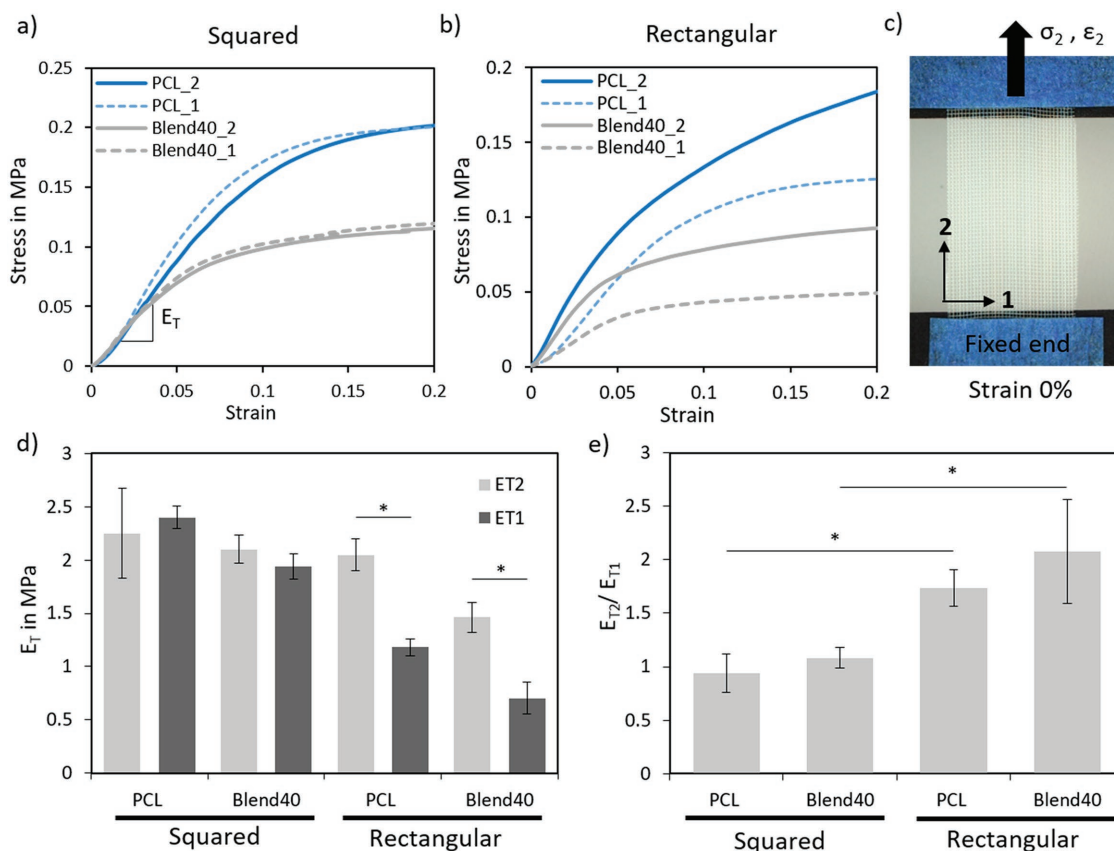 a)
Squared
PCL_2
PCL_1
Blend40_2
Blend40_1
Stress in MPa
0.25
0.2
0.15
0.1
0.05
0
E_T
0
0.05
0.1
0.15
0.2
Strain
b)
Rectangular
PCL_2
PCL_1
Blend40_2
Blend40_1
Stress in MPa
0.2
0.15
0.1
0.05
0
0
0.05
0.1
0.15
0.2
Strain
c)
σ₂ , ε₂
2
1
Fixed end
Strain 0%
d)
E_T in MPa
3
2.5
2
1.5
1
0.5
0
ET2
ET1
*
*
PCL
Blend40
PCL
Blend40
Squared
Rectangular
e)
E_T2/ E_T1
3
2.5
2
1.5
1
0.5
0
*
*
PCL
Blend40
PCL
Blend40
Squared
Rectangular